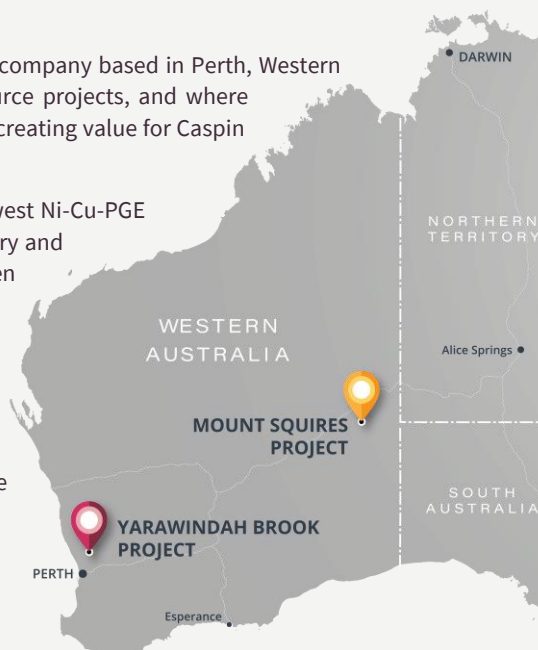 company based in Perth, Western
urce projects, and where
creating value for Caspin
west Ni-Cu-PGE
ry and
en
e
DARWIN
NORTHERN
TERRITORY
WESTERN
AUSTRALIA
Alice Springs
MOUNT SQUIRES
PROJECT
SOUTH
AUSTRALIA
YARAWINDAH BROOK
PROJECT
PERTH
Esperance